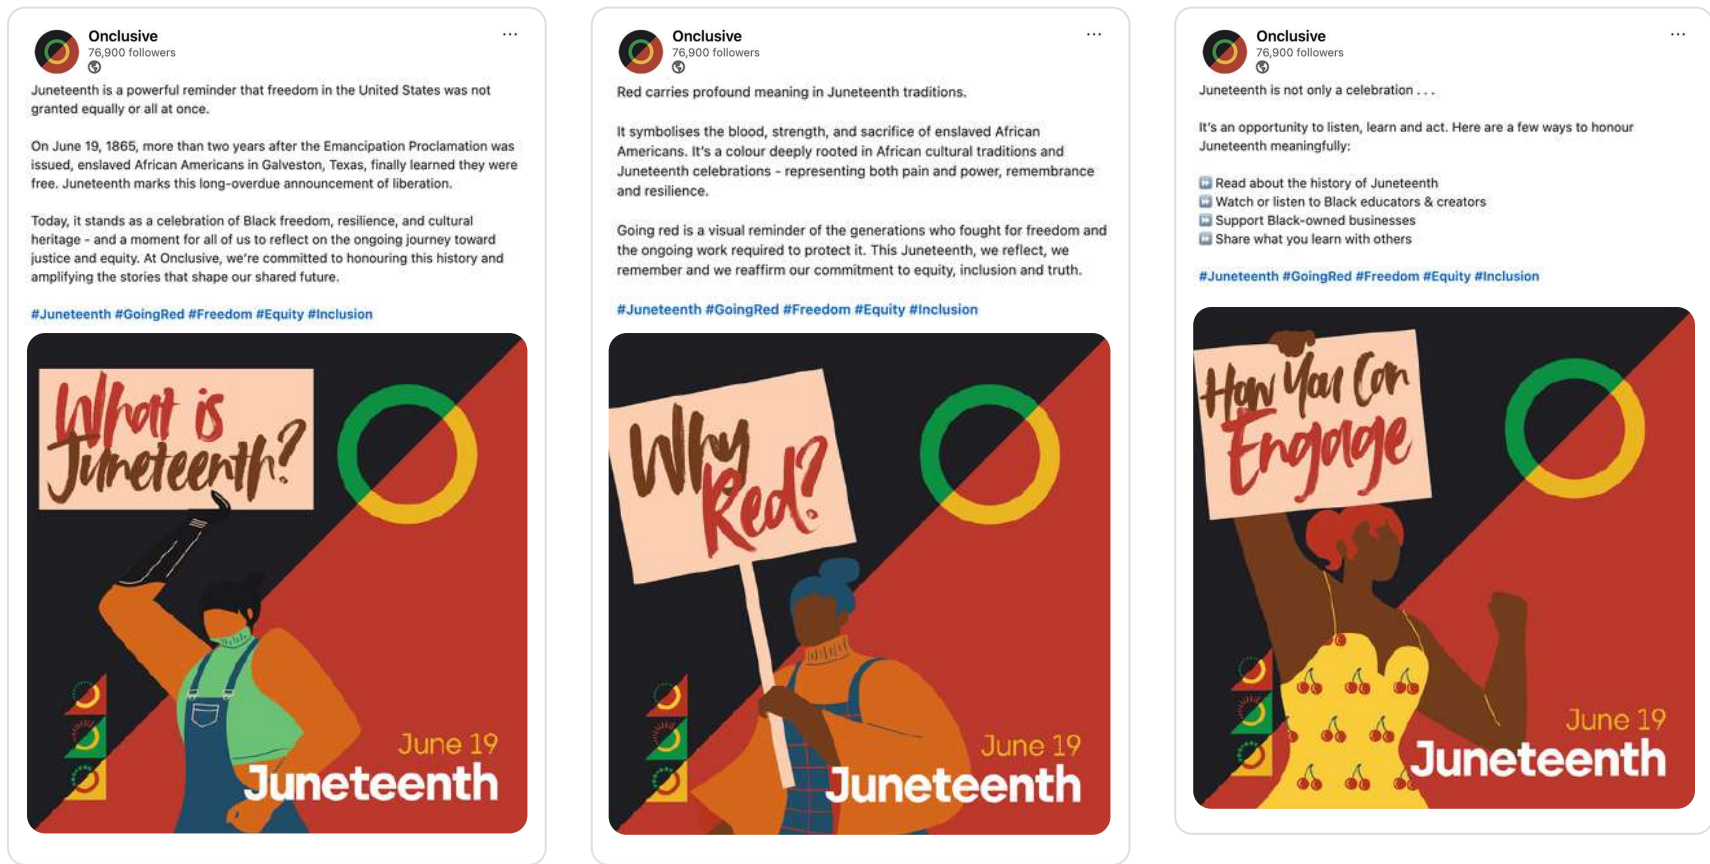 Onclusive
76,900 followers
Juneteenth is a powerful reminder that freedom in the United States was not
granted equally or all at once.
On June 19, 1865, more than two years after the Emancipation Proclamation was
issued, enslaved African Americans in Galveston, Texas, finally learned they were
free. Juneteenth marks this long-overdue announcement of liberation.
Today, it stands as a celebration of Black freedom, resilience, and cultural
heritage - and a moment for all of us to reflect on the ongoing journey toward
justice and equity. At Onclusive, we're committed to honouring this history and
amplifying the stories that shape our shared future.
#Juneteenth #GoingRed #Freedom #Equity #Inclusion
What is
Juneteenth?
June 19
Juneteenth
Onclusive
76,900 followers
Red carries profound meaning in Juneteenth traditions.
It symbolises the blood, strength, and sacrifice of enslaved African
Americans. It's a colour deeply rooted in African cultural traditions and
Juneteenth celebrations - representing both pain and power, remembrance
and resilience.
Going red is a visual reminder of the generations who fought for freedom and
the ongoing work required to protect it. This Juneteenth, we reflect, we
remember and we reaffirm our commitment to equity, inclusion and truth.
#Juneteenth #GoingRed #Freedom #Equity #Inclusion
Why
Red?
June 19
Juneteenth
Onclusive
76,900 followers
Juneteenth is not only a celebration . . .
It's an opportunity to listen, learn and act. Here are a few ways to honour
Juneteenth meaningfully:
Read about the history of Juneteenth
Watch or listen to Black educators & creators
Support Black-owned businesses
Share what you learn with others
#Juneteenth #GoingRed #Freedom #Equity #Inclusion
How You Can
Engage
June 19
Juneteenth